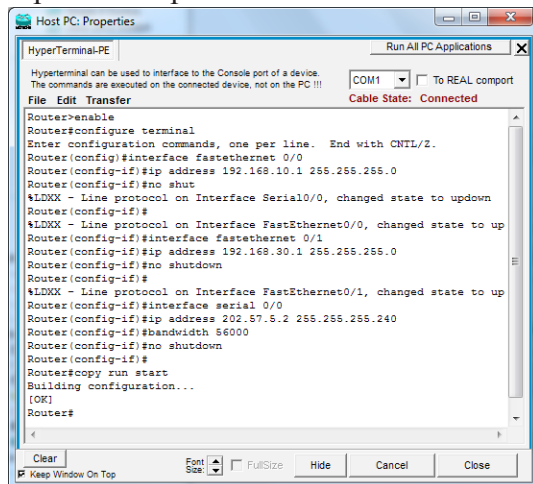 Host PC: Properties
HyperTerminal-PE
Run All PC Applications
X
Hyperterminal can be used to interface to the Console port of a device.
The commands are executed on the connected device, not on the PC !!!
COM1
To REAL comport
File Edit Transfer
Cable State: Connected
Router>enable
Router#configure terminal
Enter configuration commands, one per line.  End with CNTL/Z.
Router(config)#interface fastethernet 0/0
Router(config-if)#ip address 192.168.10.1 255.255.255.0
Router(config-if)#no shut
%LDXX - Line protocol on Interface Serial0/0, changed state to updown
Router(config-if)#
%LDXX - Line protocol on Interface FastEthernet0/0, changed state to up
Router(config-if)#interface fastethernet 0/1
Router(config-if)#ip address 192.168.30.1 255.255.255.0
Router(config-if)#no shutdown
Router(config-if)#
%LDXX - Line protocol on Interface FastEthernet0/1, changed state to up
Router(config-if)#interface serial 0/0
Router(config-if)#ip address 202.57.5.2 255.255.255.240
Router(config-if)#bandwidth 56000
Router(config-if)#no shutdown
Router(config-if)#
Router#copy run start
Building configuration...
[OK]
Router#
Clear
Keep Window On Top
Font
Size:
FullSize
Hide
Cancel
Close